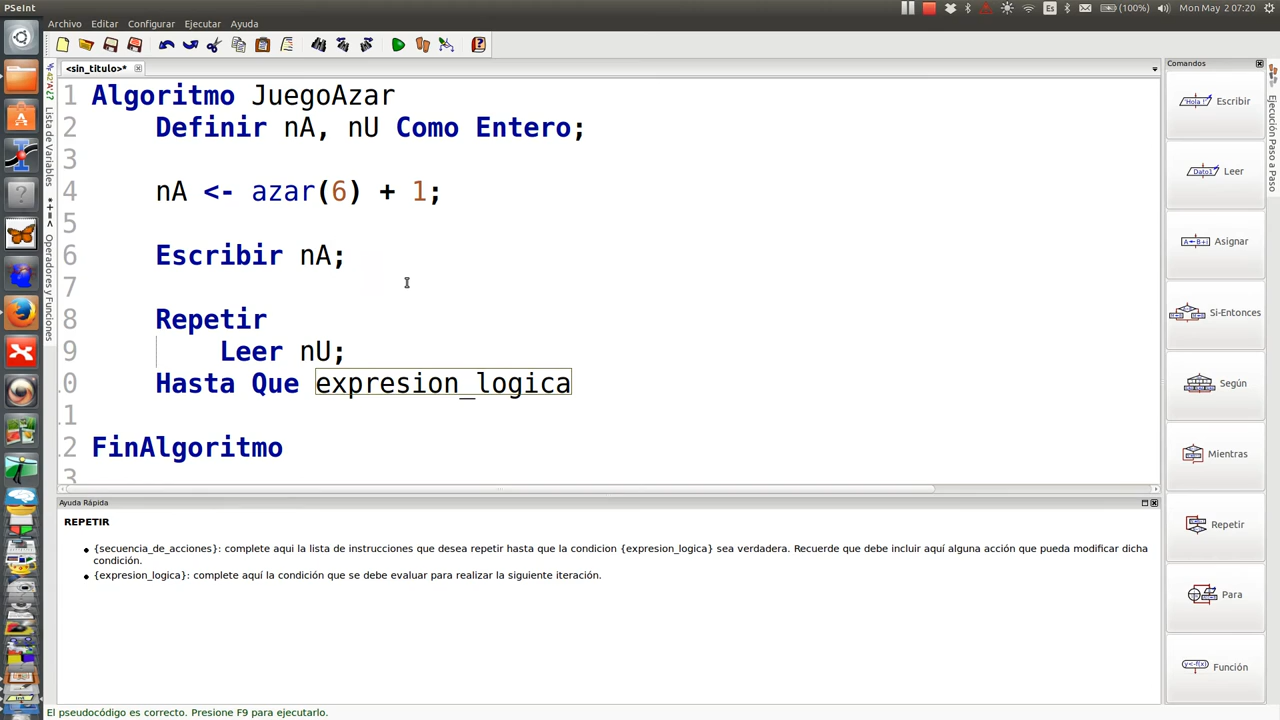 PSeInt
Es
(100%)
Mon May 2 07:20
Archivo Editar Configurar Ejecutar Ayuda
<sin_titulo>*
Lista de Variables
Operadores y Funciones
1 Algoritmo JuegoAzar
2 Definir nA, nU Como Entero;
3
4 nA <- azar(6) + 1;
5
6 Escribir nA;
7
8 Repetir
9 Leer nU;
0 Hasta Que expresion_logica
1
2 FinAlgoritmo
3
Comandos
Escribir
Leer
Asignar
Si-Entonces
Según
Mientras
Repetir
Para
Función
Ejecución Paso a Paso
Ayuda Rápida
REPETIR
{secuencia_de_acciones}: complete aqui la lista de instrucciones que desea repetir hasta que la condicion {expresion_logica} sea verdadera. Recuerde que debe incluir aquí alguna acción que pueda modificar dicha
condición.
{expresion_logica}: complete aquí la condición que se debe evaluar para realizar la siguiente iteración.
El pseudocódigo es correcto. Presione F9 para ejecutarlo.